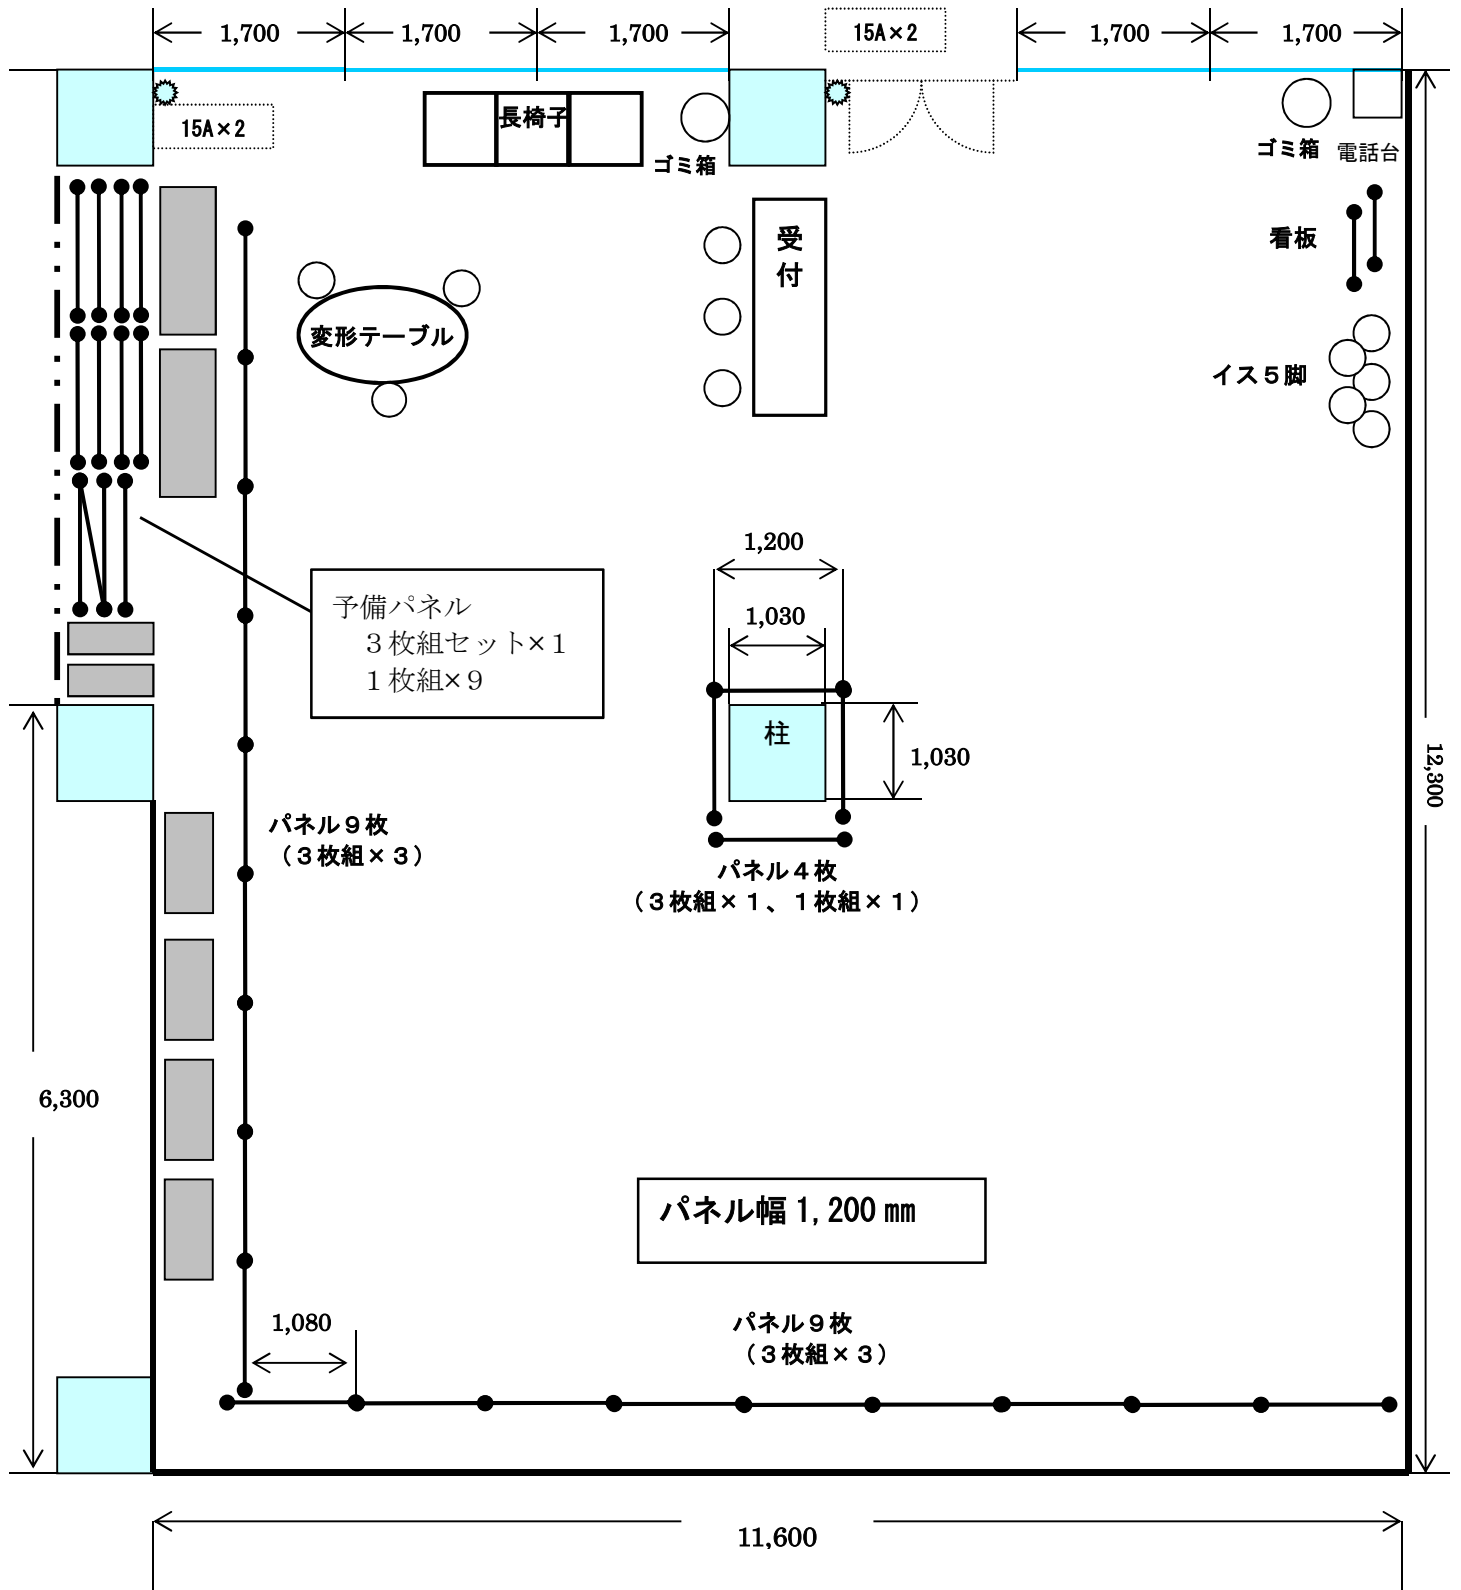 1,700
1,700
1,700
15A×2
1,700
1,700
15A×2
長椅子
ゴミ箱
ゴミ箱
電話台
受
付
看板
変形テーブル
イス５脚
1,200
1,030
予備パネル
３枚組セット×１
１枚組×９
柱
1,030
12,300
パネル９枚
（３枚組×３）
パネル４枚
（３枚組×１、１枚組×１）
6,300
パネル幅 1,200 ㎜
1,080
パネル９枚
（３枚組×３）
11,600